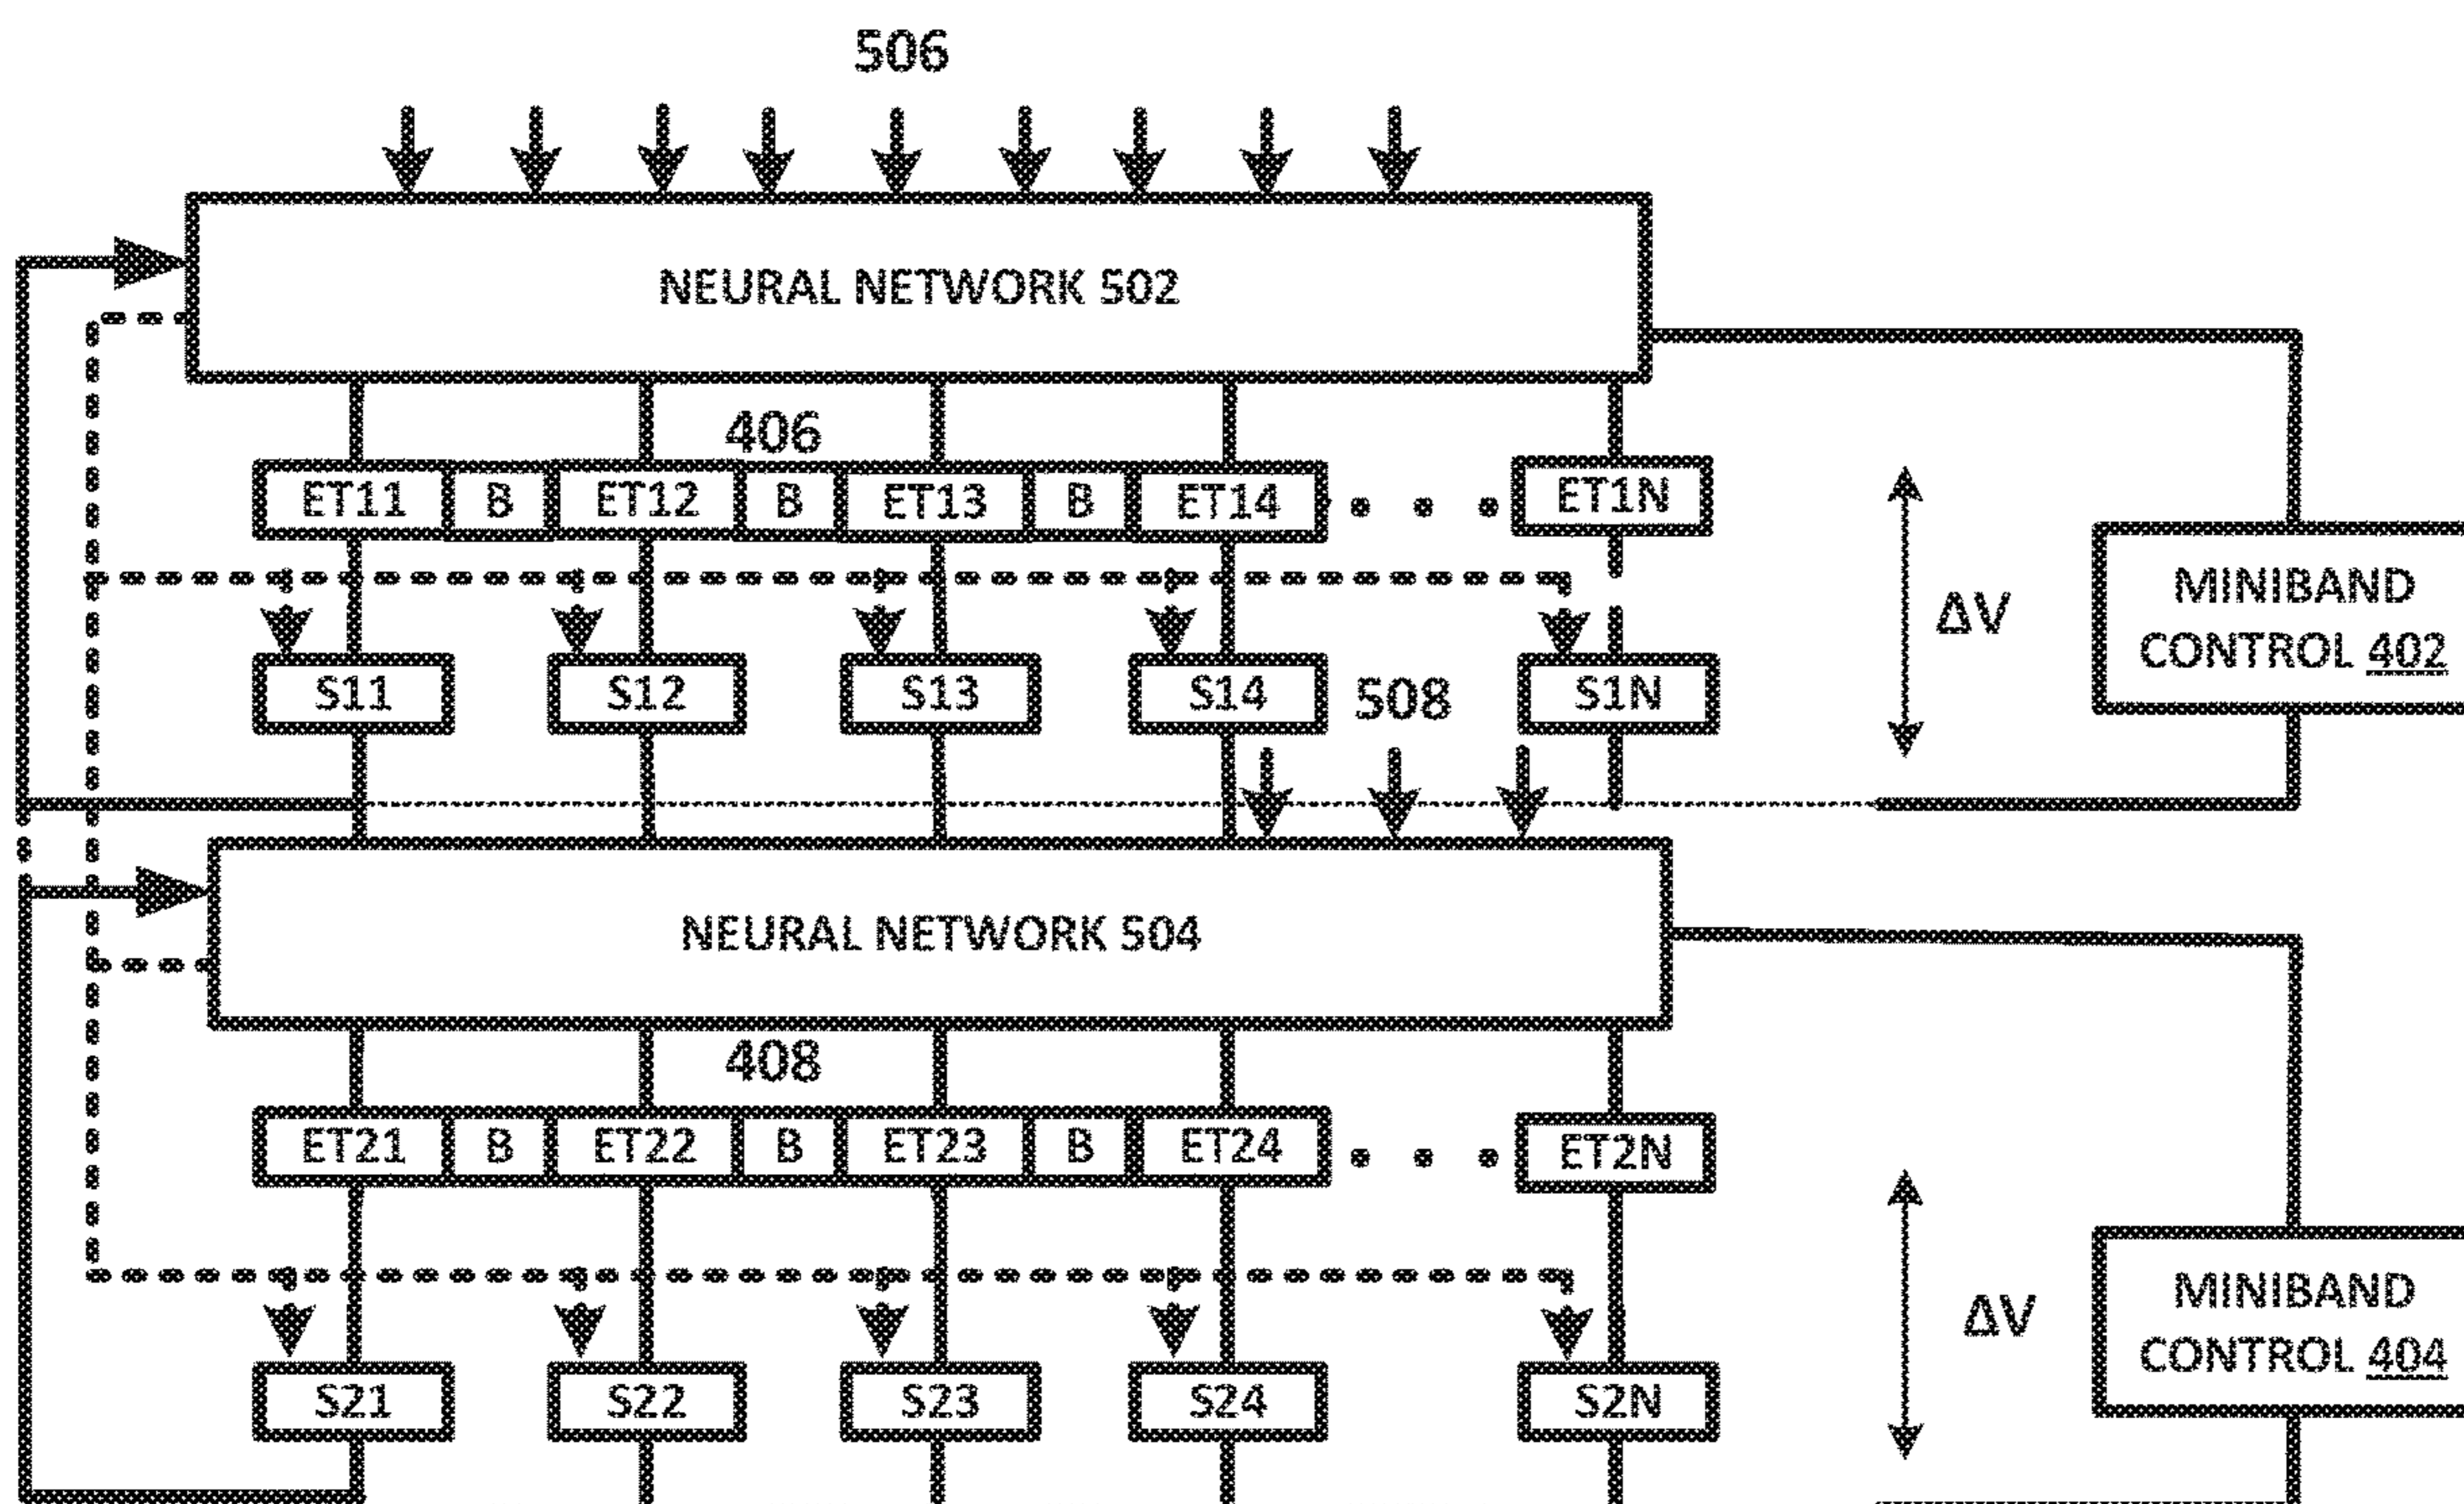 506
NEURAL NETWORK 502
406
ET11 B ET12 B ET13 B ET14 ET1N
ΔV
MINIBAND
CONTROL 402
S11 S12 S13 S14 508 S1N
NEURAL NETWORK 504
408
ET21 B ET22 B ET23 B ET24 ET2N
ΔV
MINIBAND
CONTROL 404
S21 S22 S23 S24 S2N